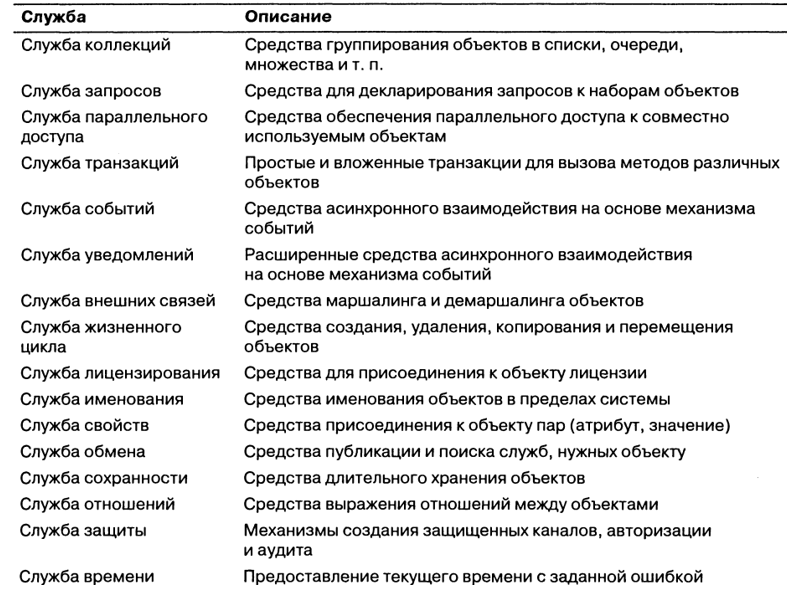 Служба Описание
Служба коллекций Средства группирования объектов в списки, очереди,
множества и т. п.
Служба запросов Средства для декларирования запросов к наборам объектов
Служба параллельного Средства обеспечения параллельного доступа к совместно
доступа используемым объектам
Служба транзакций Простые и вложенные транзакции для вызова методов различных
объектов
Служба событий Средства асинхронного взаимодействия на основе механизма
событий
Служба уведомлений Расширенные средства асинхронного взаимодействия
на основе механизма событий
Служба внешних связей Средства маршалинга и демаршалинга объектов
Служба жизненного Средства создания, удаления, копирования и перемещения
цикла объектов
Служба лицензирования Средства для присоединения к объекту лицензии
Служба именования Средства именования объектов в пределах системы
Служба свойств Средства присоединения к объекту пар (атрибут, значение)
Служба обмена Средства публикации и поиска служб, нужных объекту
Служба сохранности Средства длительного хранения объектов
Служба отношений Средства выражения отношений между объектами
Служба защиты Механизмы создания защищенных каналов, авторизации
и аудита
Служба времени Предоставление текущего времени с заданной ошибкой